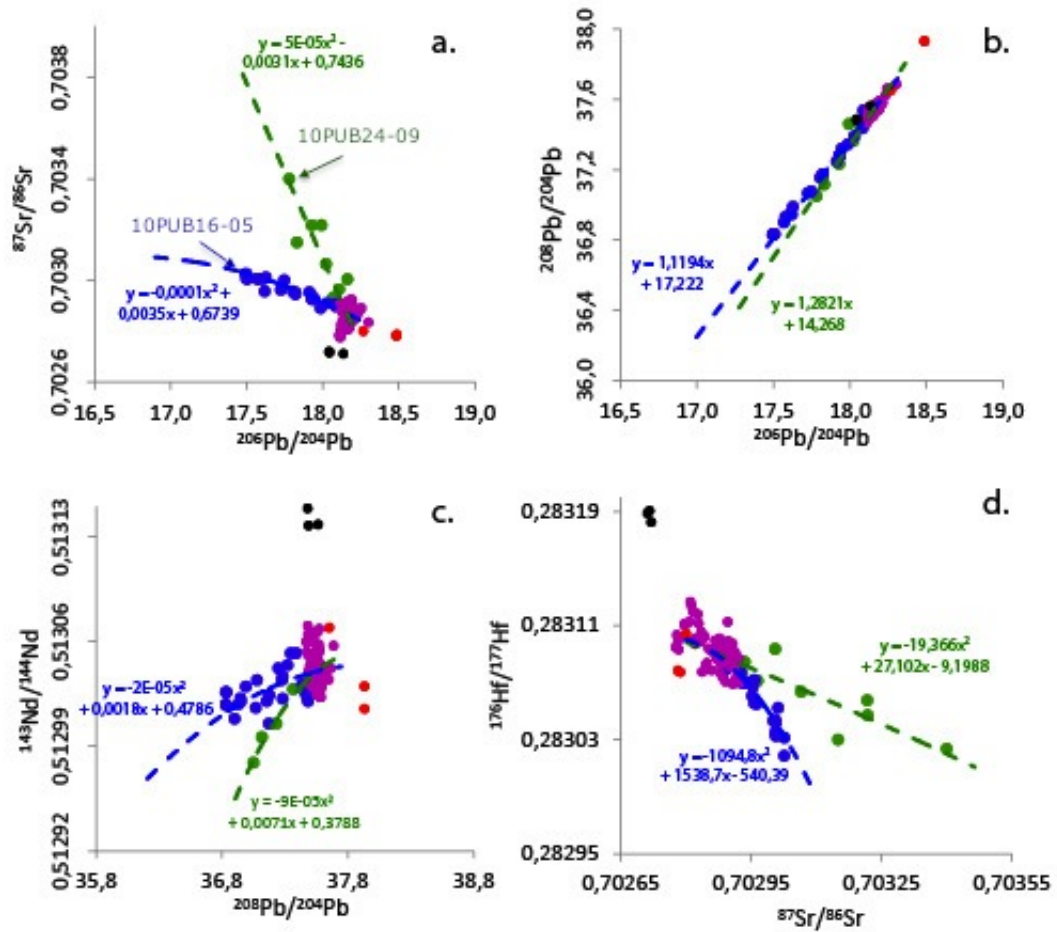 a.
y = 5E-05x² -
0,0031x + 0,7436
10PUB24-09
10PUB16-05
y = -0,0001x² +
0,0035x + 0,6739
0,7038
0,7034
0,7030
0,7026
⁸⁷Sr/⁸⁶Sr
16,5 17,0 17,5 18,0 18,5 19,0
²⁰⁶Pb/²⁰⁴Pb
b.
38,0
37,6
37,2
36,8
36,4
36,0
²⁰⁸Pb/²⁰⁴Pb
y = 1,1194x
+ 17,222
y = 1,2821x
+ 14,268
16,5 17,0 17,5 18,0 18,5 19,0
²⁰⁶Pb/²⁰⁴Pb
c.
0,51313
0,51306
0,51299
0,51292
¹⁴³Nd/¹⁴⁴Nd
y = -2E-05x²
+ 0,0018x + 0,4786
y = -9E-05x²
+ 0,0071x + 0,3788
35,8 36,8 37,8 38,8
²⁰⁸Pb/²⁰⁴Pb
d.
0,28319
0,28311
0,28303
0,28295
¹⁷⁶Hf/¹⁷⁷Hf
y = -19,366x²
+ 27,102x - 9,1988
y = -1094,8x²
+ 1538,7x - 540,39
0,70265 0,70295 0,70325 0,70355
⁸⁷Sr/⁸⁶Sr